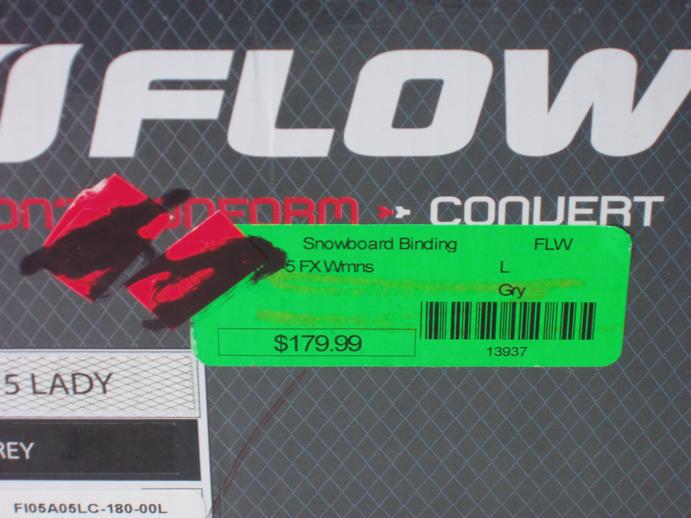 FLOW
CONVERT
Snowboard Binding FLW
5 FX Wmns L
Gry
$179.99
13937
5 LADY
REY
FI05A05LC-180-00L